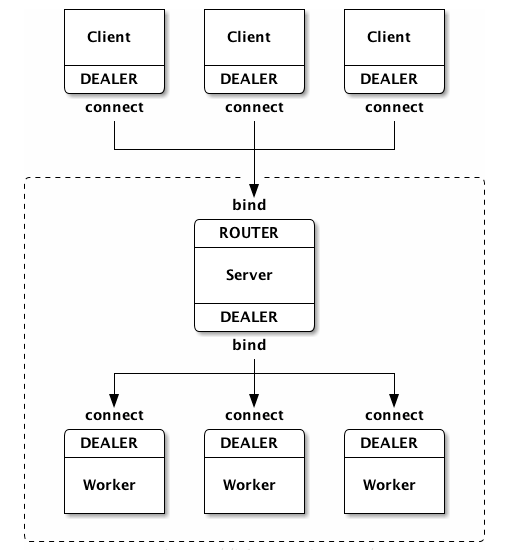 Client Client Client
DEALER DEALER DEALER
connect connect connect
bind
ROUTER
Server
DEALER
bind
connect connect connect
DEALER DEALER DEALER
Worker Worker Worker